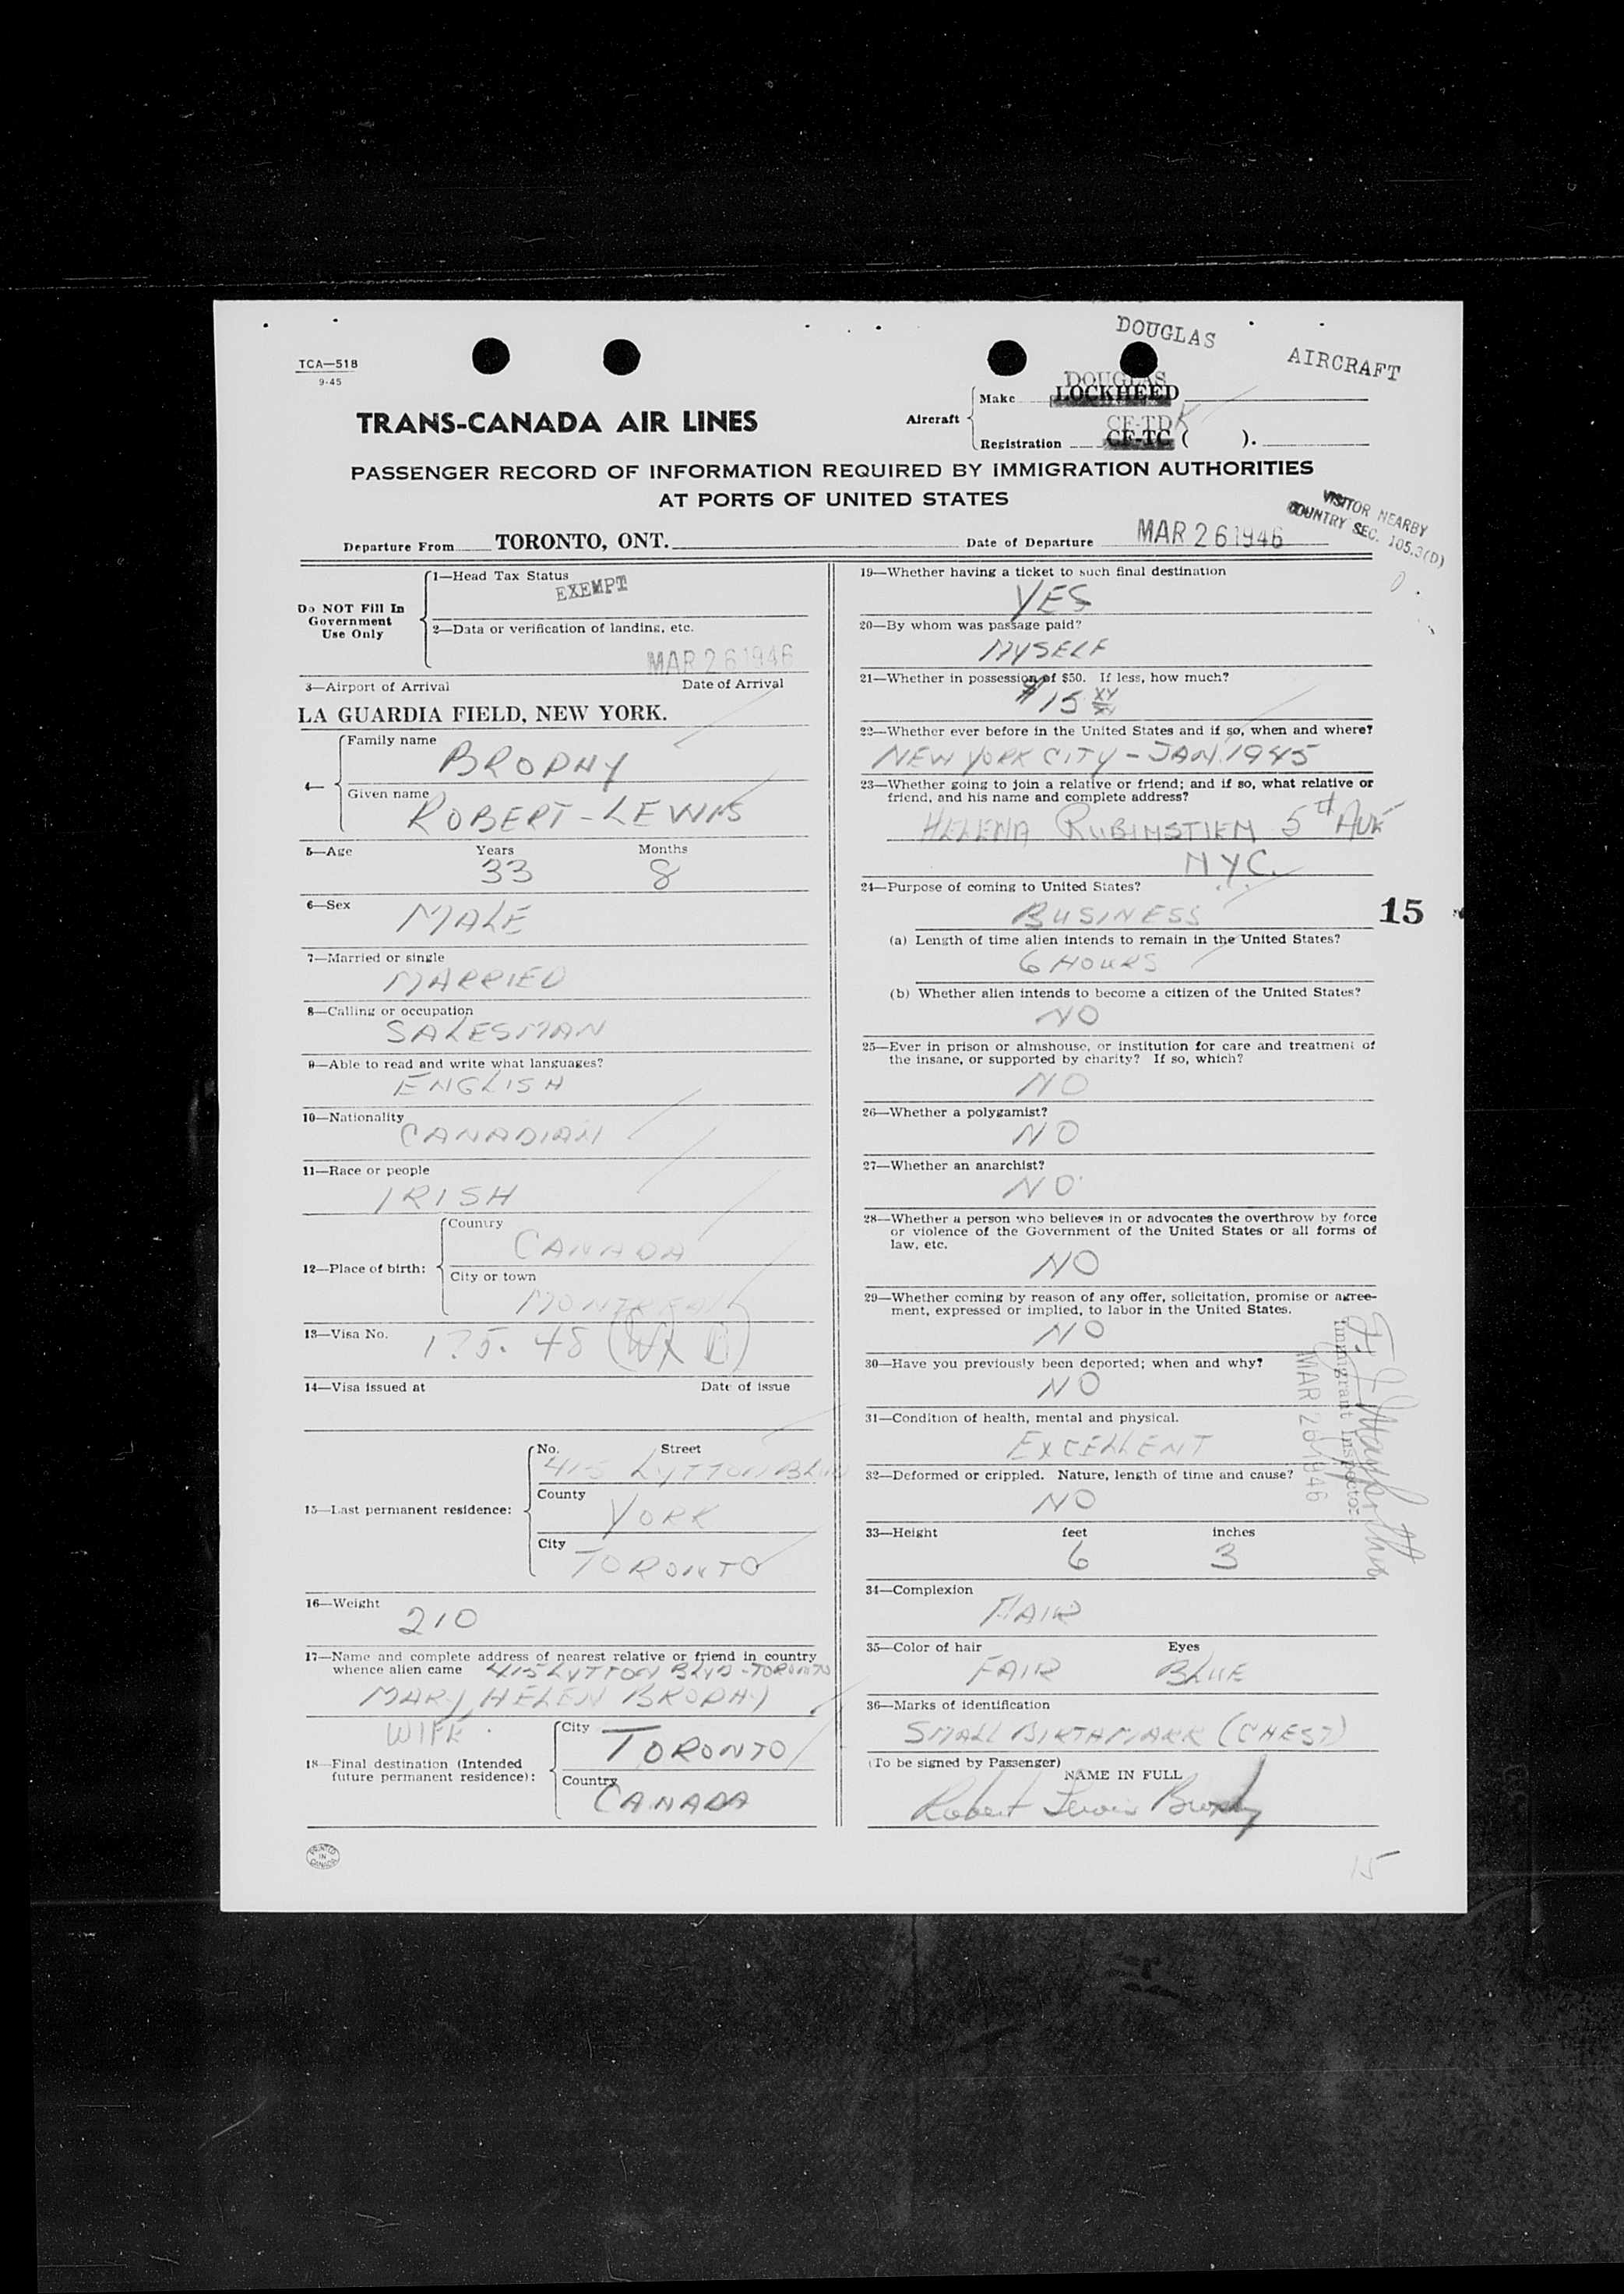 DOUGLAS
AIRCRAFT
TCA—518
9-45
DOUGLAS
Make LOCKHEED
TRANS-CANADA AIR LINES
Aircraft
CF-TDK
Registration CF-TC ( ).
PASSENGER RECORD OF INFORMATION REQUIRED BY IMMIGRATION AUTHORITIES
AT PORTS OF UNITED STATES
VISITOR NEARBY
COUNTRY SEC. 105.3(D)
Departure From TORONTO, ONT. Date of Departure MAR 26 1946
Do NOT Fill In
Government
Use Only
1—Head Tax Status
EXEMPT
2—Data or verification of landing, etc.
MAR 26 1946
3—Airport of Arrival Date of Arrival
LA GUARDIA FIELD, NEW YORK.
4—
Family name
BROPHY
Given name
ROBERT-LEWIS
5—Age Years Months
33 8
6—Sex
MALE
7—Married or single
MARRIED
8—Calling or occupation
SALESMAN
9—Able to read and write what languages?
ENGLISH
10—Nationality
CANADIAN
11—Race or people
IRISH
12—Place of birth:
Country
CANADA
City or town
MONTREAL
13—Visa No.
175.48
14—Visa issued at Date of issue
15—Last permanent residence:
No. Street
415 LYTTON BLVD
County
YORK
City
TORONTO
16—Weight
210
17—Name and complete address of nearest relative or friend in country
whence alien came 415 LYTTON BLVD - TORONTO
MARY HELEN BROPHY
WIFE
18—Final destination (Intended
future permanent residence):
City
TORONTO
Country
CANADA
PRINTED
IN
CANADA
19—Whether having a ticket to such final destination
YES
20—By whom was passage paid?
MYSELF
21—Whether in possession of $50. If less, how much?
$15 XX/XX
22—Whether ever before in the United States and if so, when and where?
NEW YORK CITY - JAN. 1945
23—Whether going to join a relative or friend; and if so, what relative or
friend, and his name and complete address?
HELENA RUBINSTIEN 5th AVE
N.Y.C.
24—Purpose of coming to United States?
BUSINESS
15
(a) Length of time alien intends to remain in the United States?
6 HOURS
(b) Whether alien intends to become a citizen of the United States?
NO
25—Ever in prison or almshouse, or institution for care and treatment of
the insane, or supported by charity? If so, which?
NO
26—Whether a polygamist?
NO
27—Whether an anarchist?
NO
28—Whether a person who believes in or advocates the overthrow by force
or violence of the Government of the United States or all forms of
law, etc.
NO
29—Whether coming by reason of any offer, solicitation, promise or agree-
ment, expressed or implied, to labor in the United States.
NO
30—Have you previously been deported; when and why?
NO
31—Condition of health, mental and physical.
EXCELLENT
32—Deformed or crippled. Nature, length of time and cause?
NO
Immigrant Inspector
MAR 26 1946
33—Height feet inches
6 3
34—Complexion
FAIR
35—Color of hair Eyes
FAIR BLUE
36—Marks of identification
SMALL BIRTHMARK (CHEST)
(To be signed by Passenger)
NAME IN FULL
Robert Lewis Brophy
15